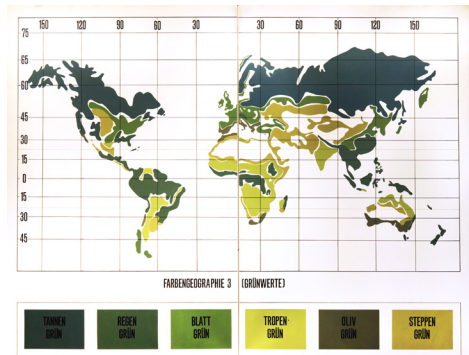 150 120 90 60 30 30 60 90 120 150
75
65
60
45
30
15
0
15
30
45
FARBENGEOGRAPHIE 3 (GRÜNWERTE)
TANNEN GRÜN
REGEN GRÜN
BLATT GRÜN
TROPEN- GRÜN
OLIV GRÜN
STEPPEN GRÜN